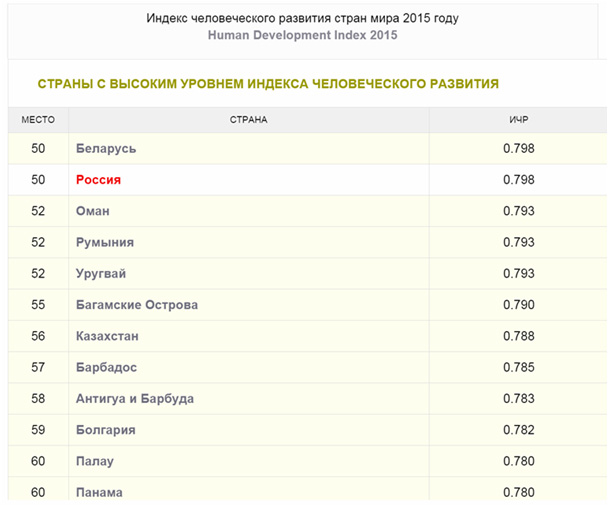 Индекс человеческого развития стран мира 2015 году
Human Development Index 2015
СТРАНЫ С ВЫСОКИМ УРОВНЕМ ИНДЕКСА ЧЕЛОВЕЧЕСКОГО РАЗВИТИЯ
МЕСТО СТРАНА ИЧР
50 Беларусь 0.798
50 Россия 0.798
52 Оман 0.793
52 Румыния 0.793
52 Уругвай 0.793
55 Багамские Острова 0.790
56 Казахстан 0.788
57 Барбадос 0.785
58 Антигуа и Барбуда 0.783
59 Болгария 0.782
60 Палау 0.780
60 Панама 0.780